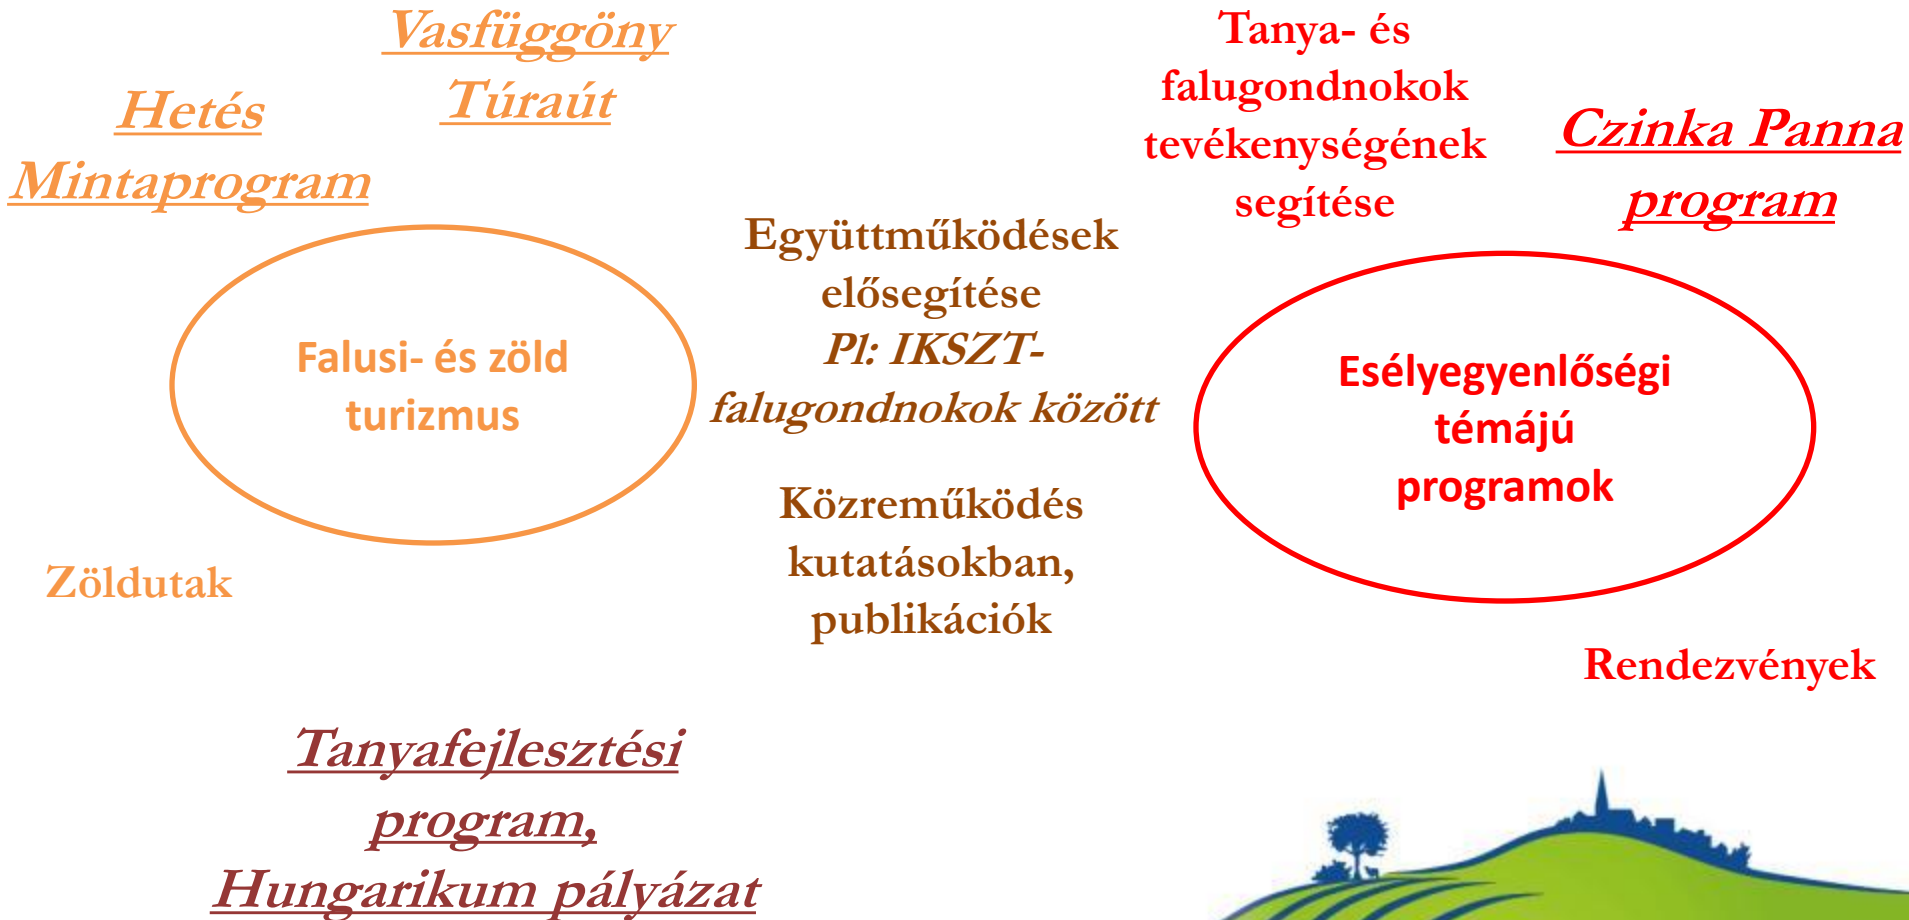 Vasfüggöny
Túraút
Hetés
Mintaprogram
Tanya- és
falugondnokok
tevékenységének
segítése
Czinka Panna
program
Falusi- és zöld
turizmus
Együttműködések
elősegítése
Pl: IKSZT-
falugondnokok között
Közreműködés
kutatásokban,
publikációk
Esélyegyenlőségi
témájú
programok
Zöldutak
Rendezvények
Tanyafejlesztési
program,
Hungarikum pályázat